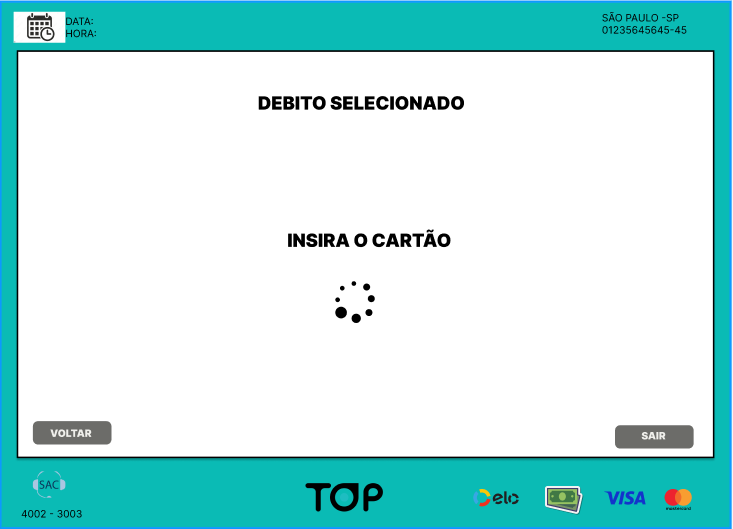 DATA:
HORA:
SÃO PAULO -SP
01235645645-45
DEBITO SELECIONADO
INSIRA O CARTÃO
VOLTAR
SAIR
SAC
4002 - 3003
TOP
elo
VISA
mastercard